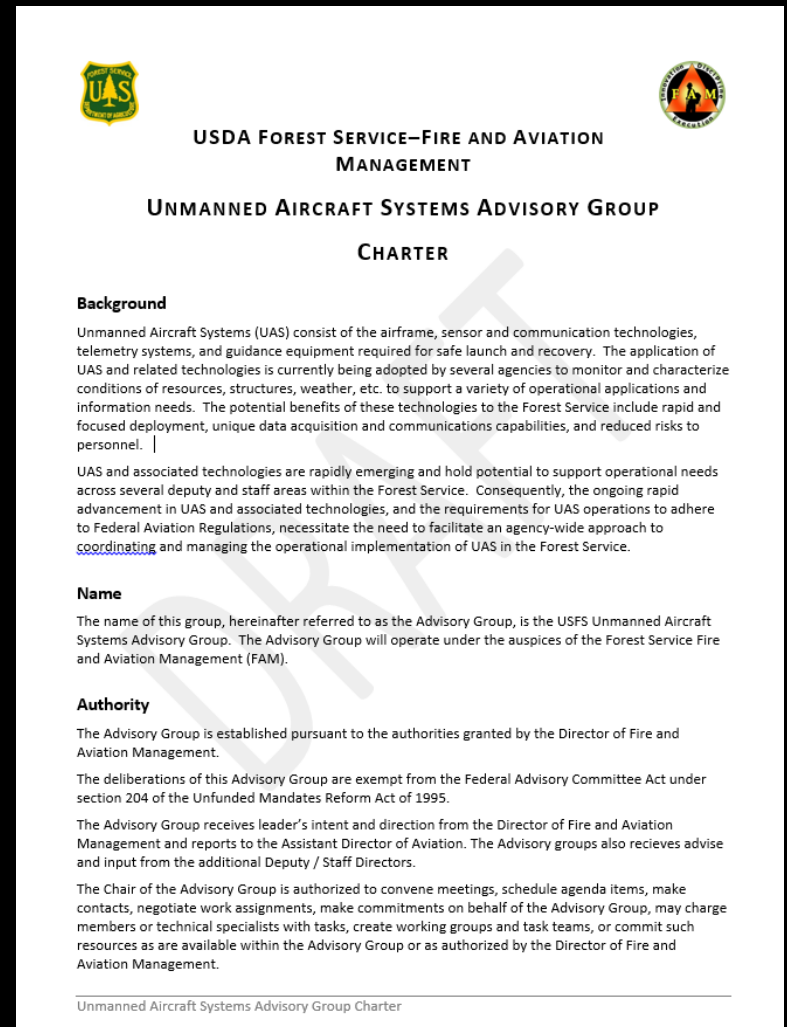 FOREST SERVICE
UAS
DEPARTMENT OF AGRICULTURE
Innovation Discipline
FAM
Execution
USDA FOREST SERVICE–FIRE AND AVIATION
MANAGEMENT
UNMANNED AIRCRAFT SYSTEMS ADVISORY GROUP
CHARTER
DRAFT
Background
Unmanned Aircraft Systems (UAS) consist of the airframe, sensor and communication technologies,
telemetry systems, and guidance equipment required for safe launch and recovery.  The application of
UAS and related technologies is currently being adopted by several agencies to monitor and characterize
conditions of resources, structures, weather, etc. to support a variety of operational applications and
information needs.  The potential benefits of these technologies to the Forest Service include rapid and
focused deployment, unique data acquisition and communications capabilities, and reduced risks to
personnel.
UAS and associated technologies are rapidly emerging and hold potential to support operational needs
across several deputy and staff areas within the Forest Service.  Consequently, the ongoing rapid
advancement in UAS and associated technologies, and the requirements for UAS operations to adhere
to Federal Aviation Regulations, necessitate the need to facilitate an agency-wide approach to
coordinating and managing the operational implementation of UAS in the Forest Service.
Name
The name of this group, hereinafter referred to as the Advisory Group, is the USFS Unmanned Aircraft
Systems Advisory Group.  The Advisory Group will operate under the auspices of the Forest Service Fire
and Aviation Management (FAM).
Authority
The Advisory Group is established pursuant to the authorities granted by the Director of Fire and
Aviation Management.
The deliberations of this Advisory Group are exempt from the Federal Advisory Committee Act under
section 204 of the Unfunded Mandates Reform Act of 1995.
The Advisory Group receives leader's intent and direction from the Director of Fire and Aviation
Management and reports to the Assistant Director of Aviation. The Advisory groups also recieves advise
and input from the additional Deputy / Staff Directors.
The Chair of the Advisory Group is authorized to convene meetings, schedule agenda items, make
contacts, negotiate work assignments, make commitments on behalf of the Advisory Group, may charge
members or technical specialists with tasks, create working groups and task teams, or commit such
resources as are available within the Advisory Group or as authorized by the Director of Fire and
Aviation Management.
Unmanned Aircraft Systems Advisory Group Charter